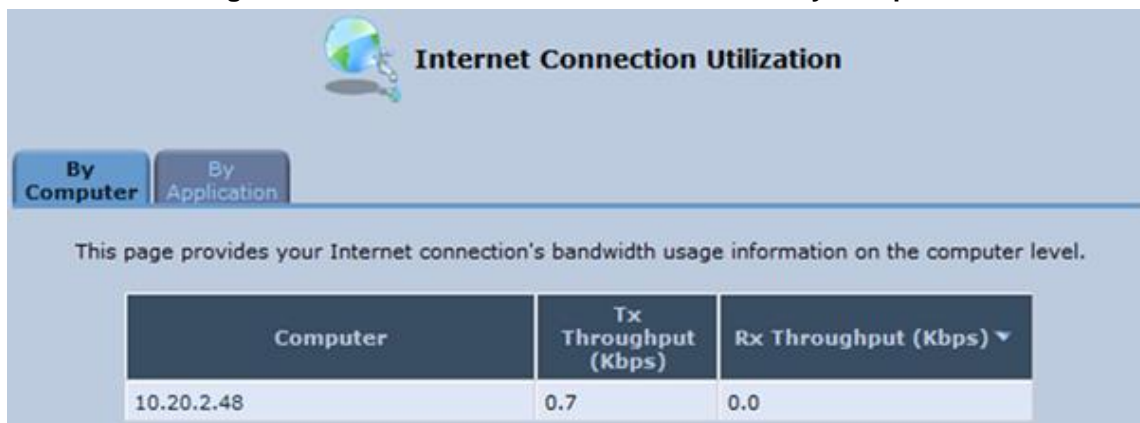 Internet Connection Utilization
By
Computer
By
Application
This page provides your Internet connection's bandwidth usage information on the computer level.
Computer
Tx
Throughput
(Kbps)
Rx Throughput (Kbps)
10.20.2.48
0.7
0.0